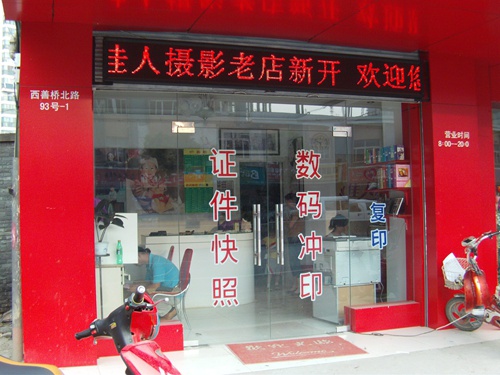 佳人摄影老店新开 欢迎您
西善桥北路
93号-1
营业时间
8:00--20:0
证件快照
数码冲印
复印